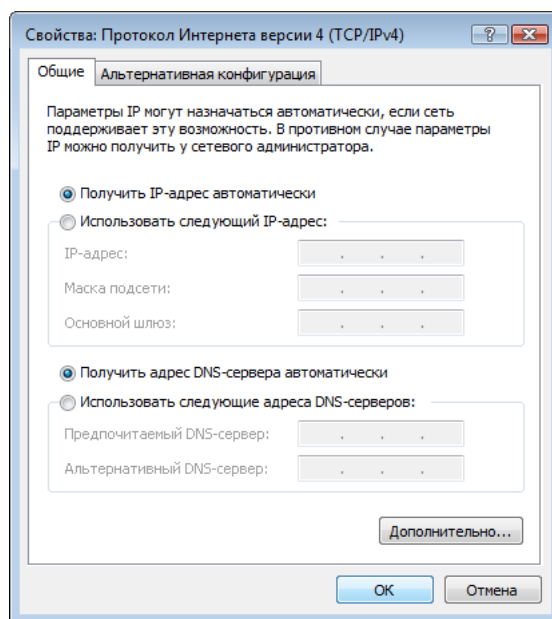 Свойства: Протокол Интернета версии 4 (TCP/IPv4)
Общие
Альтернативная конфигурация
Параметры IP могут назначаться автоматически, если сеть
поддерживает эту возможность. В противном случае параметры
IP можно получить у сетевого администратора.
Получить IP-адрес автоматически
Использовать следующий IP-адрес:
IP-адрес:
Маска подсети:
Основной шлюз:
Получить адрес DNS-сервера автоматически
Использовать следующие адреса DNS-серверов:
Предпочитаемый DNS-сервер:
Альтернативный DNS-сервер:
Дополнительно...
ОК
Отмена